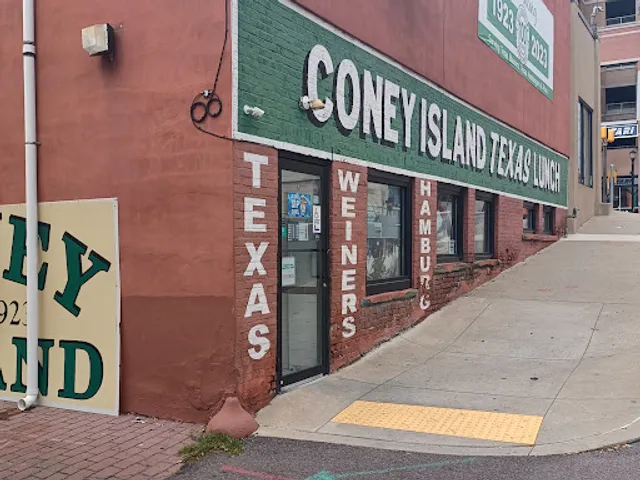 1923 2023
CONEY ISLAND TEXAS LUNCH
TEXAS
WEINERS
HAMBURG
EY
923
AND